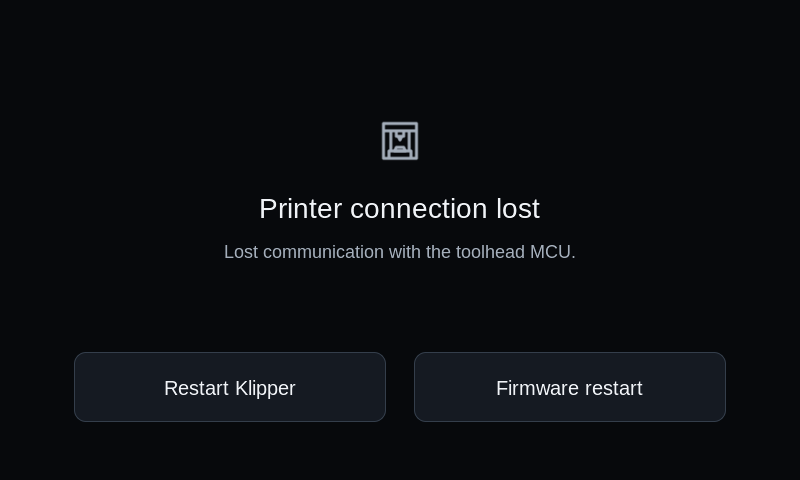 Printer connection lost
Lost communication with the toolhead MCU.
Restart Klipper
Firmware restart